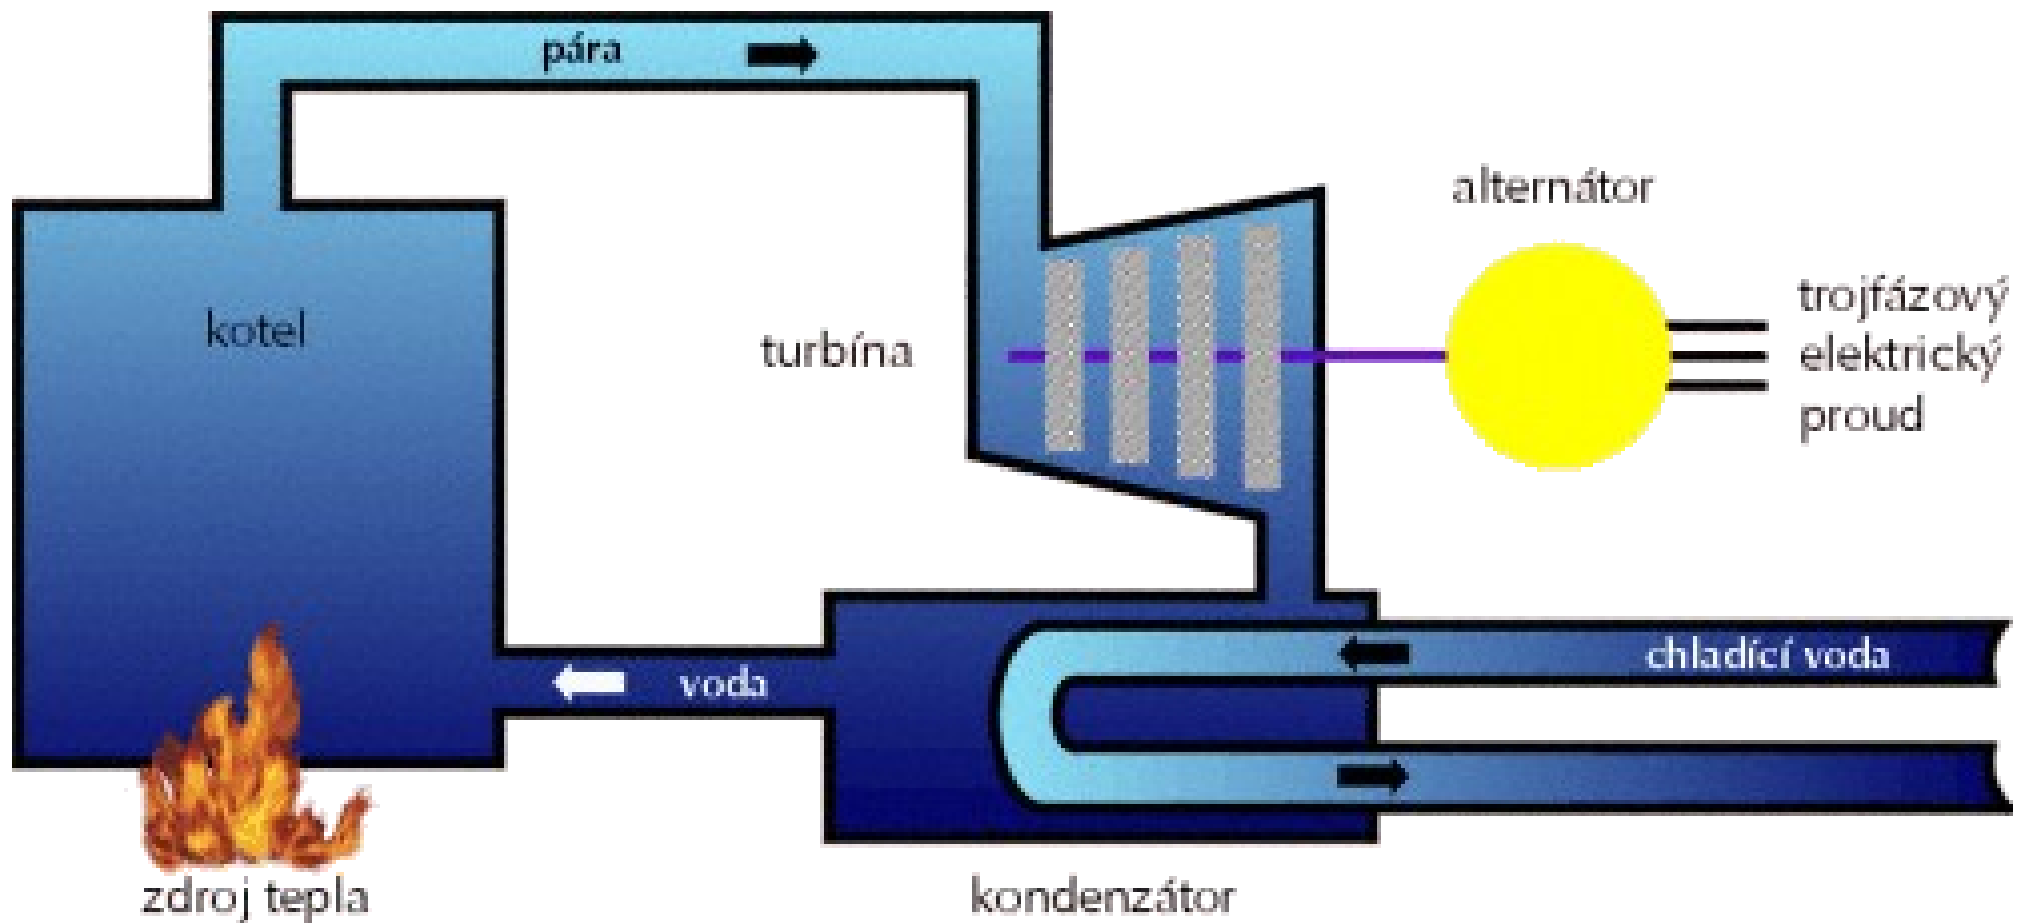 pára
alternátor
kotel
turbína
trojfázový
elektrický
proud
chladící voda
voda
zdroj tepla
kondenzátor